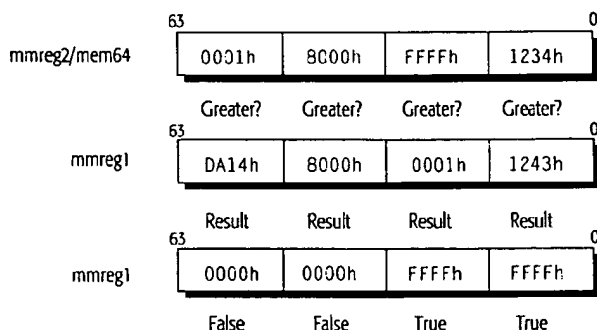 63 0
mmreg2/mem64 0001h 8000h FFFFh 1234h
Greater? Greater? Greater? Greater?
63 0
mmreg1 DA14h 8000h 0001h 1243h
Result Result Result Result
63 0
mmreg1 0000h 0000h FFFFh FFFFh
False False True True